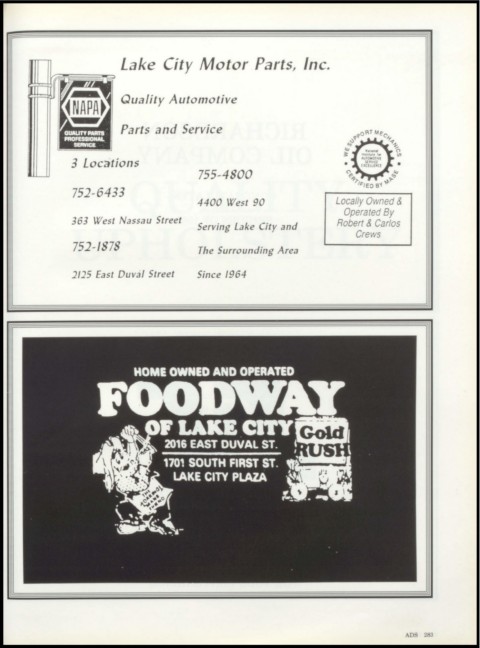 Lake City Motor Parts, Inc.
NAPA
QUALITY PARTS
PROFESSIONAL
SERVICE
Quality Automotive
Parts and Service
3 Locations
752-6433
363 West Nassau Street
752-1878
2125 East Duval Street
755-4800
4400 West 90
Serving Lake City and
The Surrounding Area
Since 1964
WE SUPPORT MECHANICS
CERTIFIED BY NIASE
Locally Owned &
Operated By
Robert & Carlos
Crews
HOME OWNED AND OPERATED
FOODWAY
OF LAKE CITY
2016 EAST DUVAL ST.
1701 SOUTH FIRST ST.
LAKE CITY PLAZA
Gold
RUSH
ADS 283